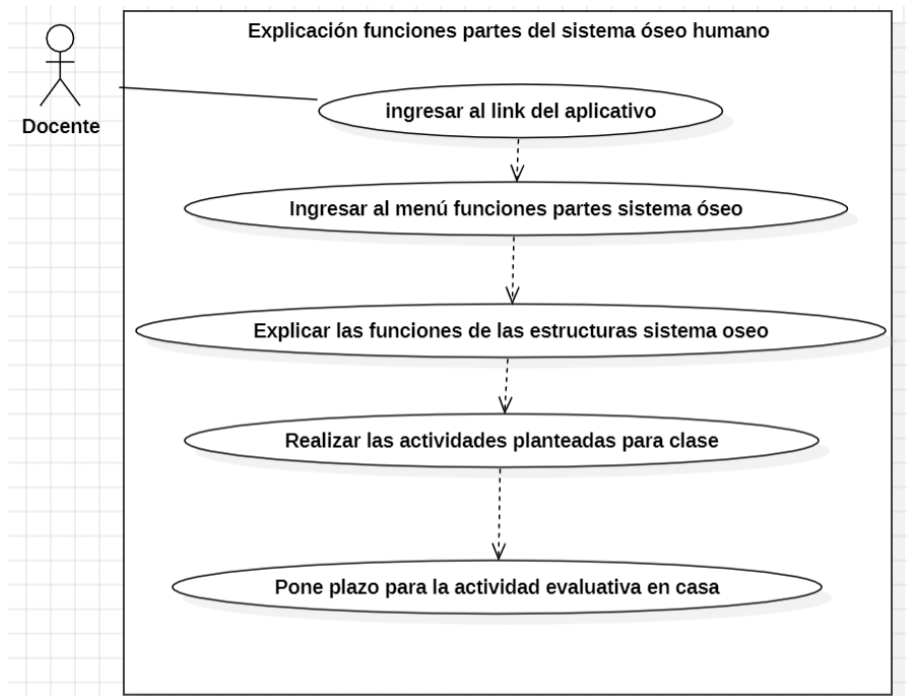 Explicación funciones partes del sistema óseo humano
Docente
ingresar al link del aplicativo
Ingresar al menú funciones partes sistema óseo
Explicar las funciones de las estructuras sistema oseo
Realizar las actividades planteadas para clase
Pone plazo para la actividad evaluativa en casa